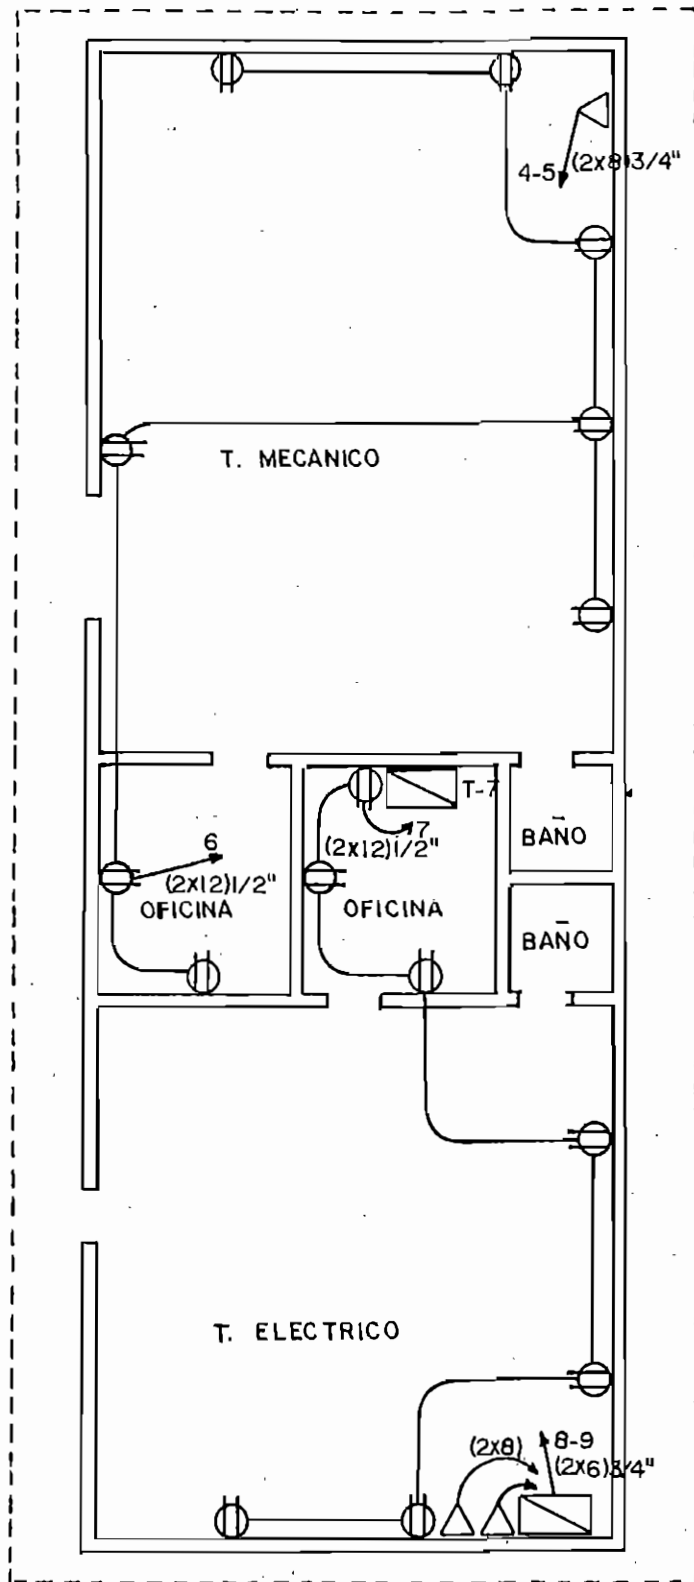 4-5 (2x8)3/4"
T. MECANICO
T-7
6
7
(2x12)1/2"
(2x12)1/2"
BAÑO
OFICINA
OFICINA
BAÑO
T. ELECTRICO
(2x8)
8-9
(2x6)3/4"